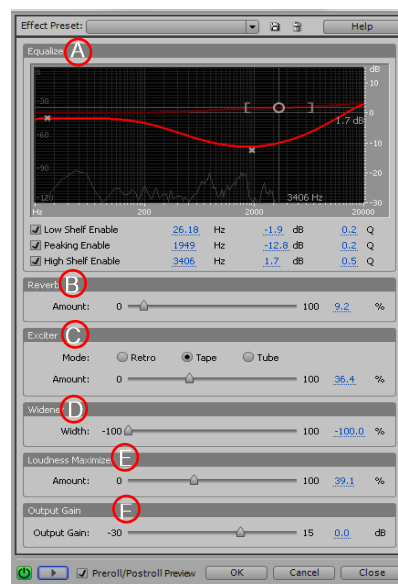 Effect Preset: Help
Equalize A
0 dB
10
-30 0
1.7 dB
-60 -10
-90 -20
3406 Hz
-120 -30
Hz 200 2000 20000
Low Shelf Enable 26.18 Hz -1.9 dB 0.2 Q
Peaking Enable 1949 Hz -12.8 dB 0.2 Q
High Shelf Enable 3406 Hz 1.7 dB 0.5 Q
Reverb B
Amount: 0 100 9.2 %
Exciter C
Mode: Retro Tape Tube
Amount: 0 100 36.4 %
Widener D
Width: -100 100 -100.0 %
Loudness Maximize E
Amount: 0 100 39.1 %
Output Gain F
Output Gain: -30 15 0.0 dB
Preroll/Postroll Preview OK Cancel Close